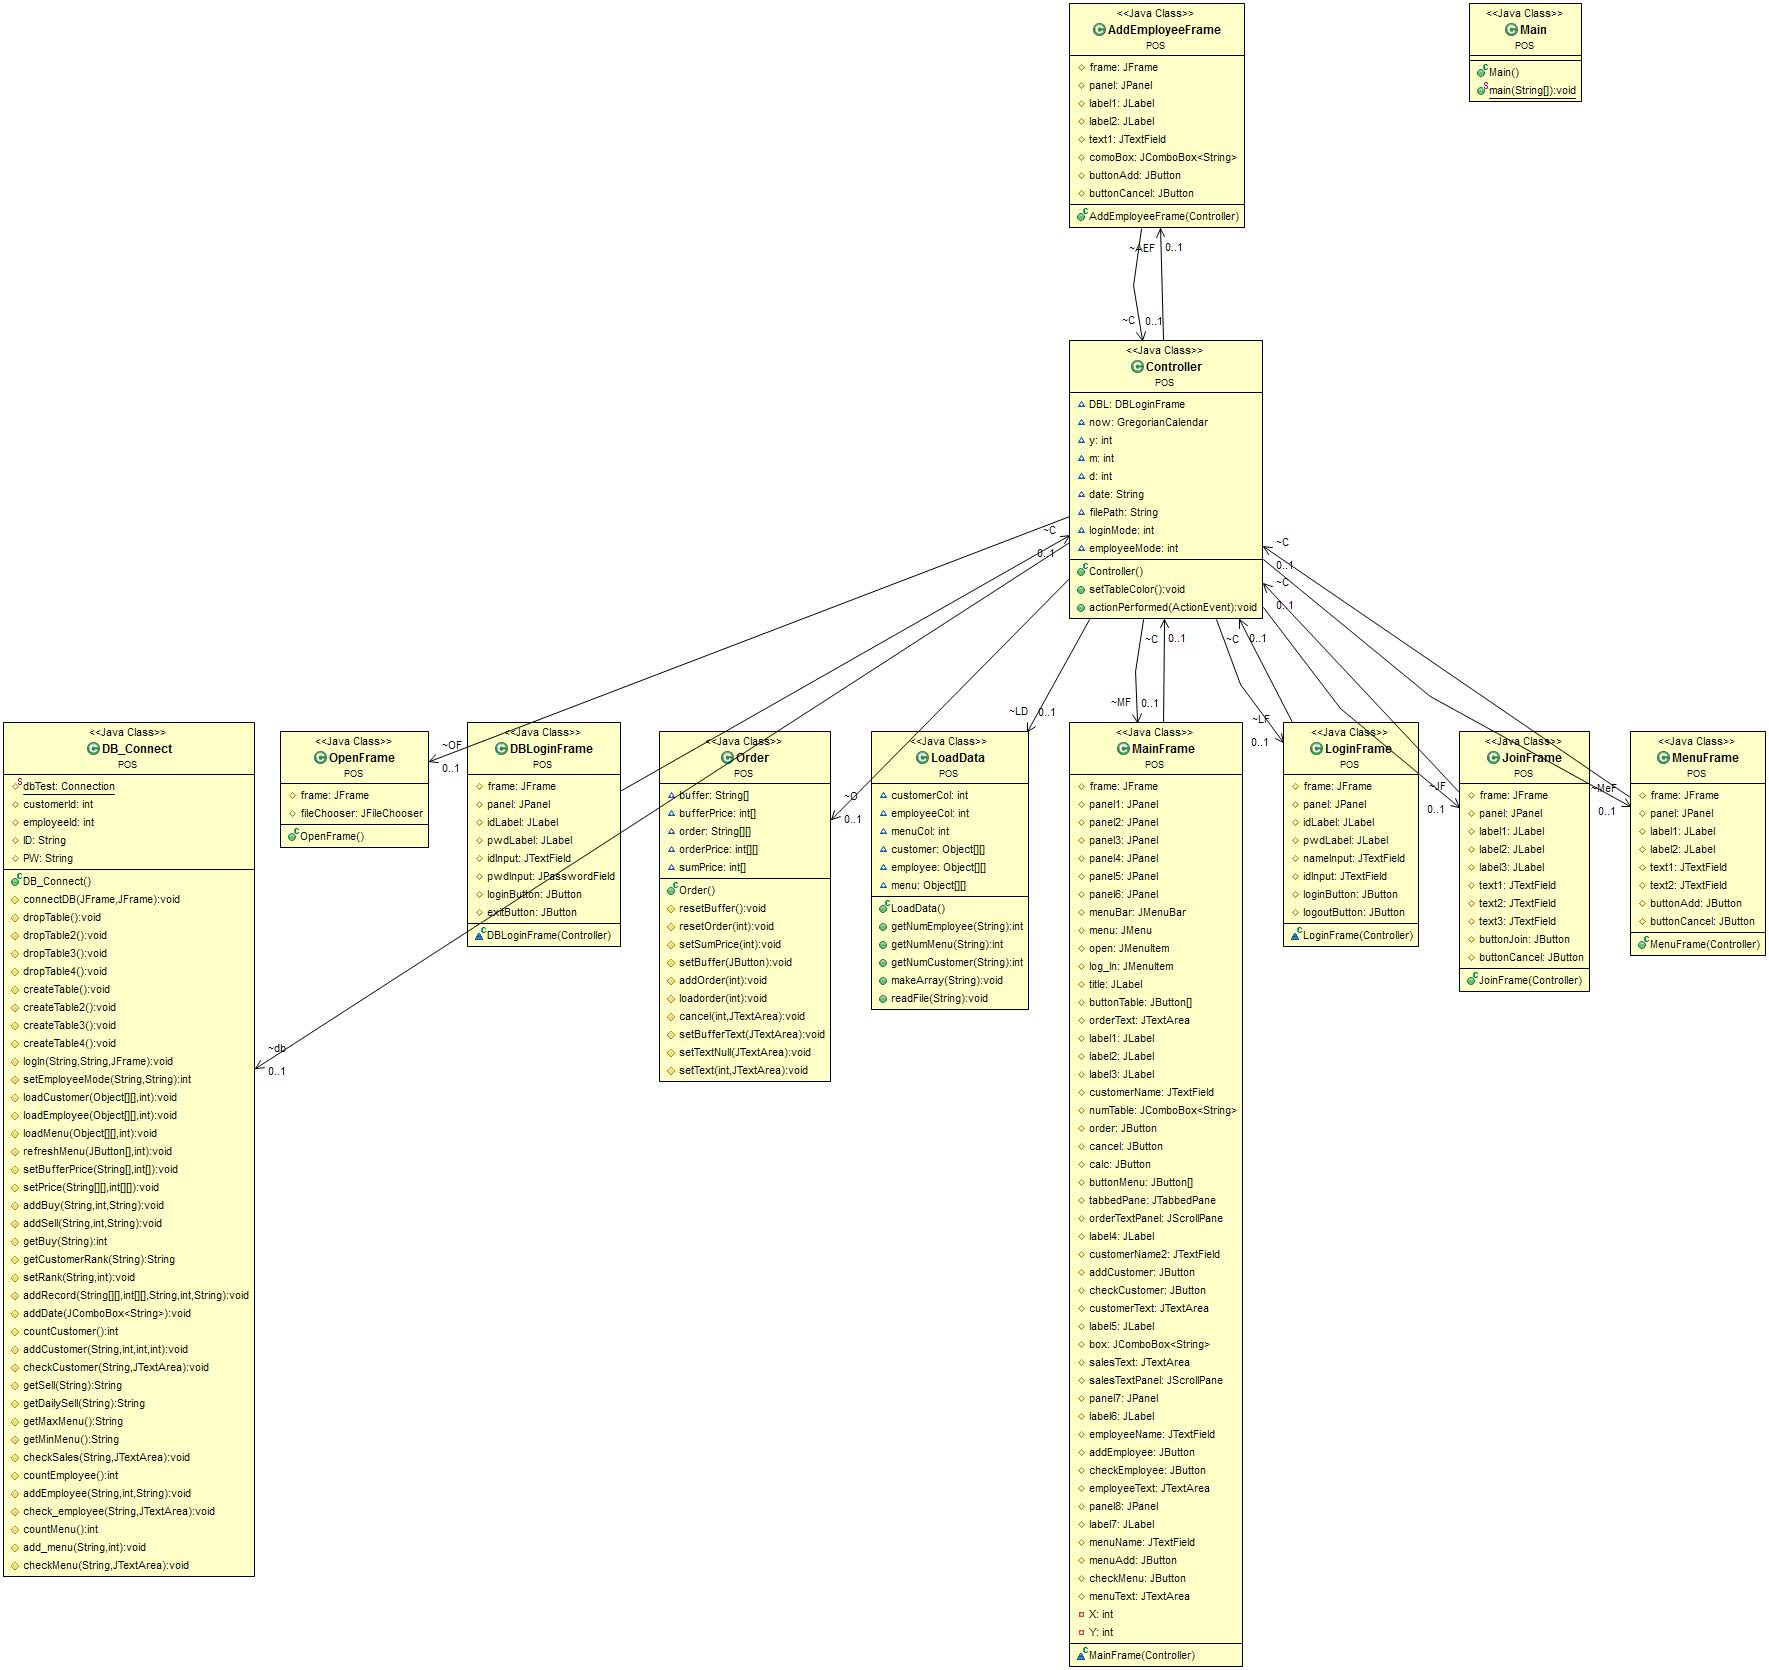 <<Java Class>>
AddEmployeeFrame
POS
frame: JFrame
panel: JPanel
label1: JLabel
label2: JLabel
text1: JTextField
comoBox: JComboBox<String>
buttonAdd: JButton
buttonCancel: JButton
AddEmployeeFrame(Controller)
<<Java Class>>
Main
POS
Main()
main(String[]):void
~AEF
0..1
~C
0..1
<<Java Class>>
Controller
POS
DBL: DBLoginFrame
now: GregorianCalendar
y: int
m: int
d: int
date: String
filePath: String
loginMode: int
employeeMode: int
Controller()
setTableColor():void
actionPerformed(ActionEvent):void
~C
0..1
~C
0..1
~C
0..1
~C
0..1
~C
0..1
~OF
0..1
~db
0..1
~O
0..1
~LD
0..1
~MF
0..1
~LF
0..1
~JF
0..1
~MeF
0..1
<<Java Class>>
DB_Connect
POS
dbTest: Connection
customerId: int
employeeId: int
ID: String
PW: String
DB_Connect()
connectDB(JFrame,JFrame):void
dropTable():void
dropTable2():void
dropTable3():void
dropTable4():void
createTable():void
createTable2():void
createTable3():void
createTable4():void
logIn(String,String,JFrame):void
setEmployeeMode(String,String):int
loadCustomer(Object[][],int):void
loadEmployee(Object[][],int):void
loadMenu(Object[][],int):void
refreshMenu(JButton[],int):void
setBufferPrice(String[],int[]):void
setPrice(String[][],int[][]):void
addBuy(String,int,String):void
addSell(String,int,String):void
getBuy(String):int
getCustomerRank(String):String
setRank(String,int):void
addRecord(String[][],int[][],String,int,String):void
addDate(JComboBox<String>):void
countCustomer():int
addCustomer(String,int,int,int):void
checkCustomer(String,JTextArea):void
getSell(String):String
getDailySell(String):String
getMaxMenu():String
getMinMenu():String
checkSales(String,JTextArea):void
countEmployee():int
addEmployee(String,int,String):void
check_employee(String,JTextArea):void
countMenu():int
add_menu(String,int):void
checkMenu(String,JTextArea):void
<<Java Class>>
OpenFrame
POS
frame: JFrame
fileChooser: JFileChooser
OpenFrame()
<<Java Class>>
DBLoginFrame
POS
frame: JFrame
panel: JPanel
idLabel: JLabel
pwdLabel: JLabel
idInput: JTextField
pwdInput: JPasswordField
loginButton: JButton
exitButton: JButton
DBLoginFrame(Controller)
<<Java Class>>
Order
POS
buffer: String[]
bufferPrice: int[]
order: String[][]
orderPrice: int[][]
sumPrice: int[]
Order()
resetBuffer():void
resetOrder(int):void
setSumPrice(int):void
setBuffer(JButton):void
addOrder(int):void
loadorder(int):void
cancel(int,JTextArea):void
setBufferText(JTextArea):void
setTextNull(JTextArea):void
setText(int,JTextArea):void
<<Java Class>>
LoadData
POS
customerCol: int
employeeCol: int
menuCol: int
customer: Object[][]
employee: Object[][]
menu: Object[][]
LoadData()
getNumEmployee(String):int
getNumMenu(String):int
getNumCustomer(String):int
makeArray(String):void
readFile(String):void
<<Java Class>>
MainFrame
POS
frame: JFrame
panel1: JPanel
panel2: JPanel
panel3: JPanel
panel4: JPanel
panel5: JPanel
panel6: JPanel
menuBar: JMenuBar
menu: JMenu
open: JMenuItem
log_In: JMenuItem
title: JLabel
buttonTable: JButton[]
orderText: JTextArea
label1: JLabel
label2: JLabel
label3: JLabel
customerName: JTextField
numTable: JComboBox<String>
order: JButton
cancel: JButton
calc: JButton
buttonMenu: JButton[]
tabbedPane: JTabbedPane
orderTextPanel: JScrollPane
label4: JLabel
customerName2: JTextField
addCustomer: JButton
checkCustomer: JButton
customerText: JTextArea
label5: JLabel
box: JComboBox<String>
salesText: JTextArea
salesTextPanel: JScrollPane
panel7: JPanel
label6: JLabel
employeeName: JTextField
addEmployee: JButton
checkEmployee: JButton
employeeText: JTextArea
panel8: JPanel
label7: JLabel
menuName: JTextField
menuAdd: JButton
checkMenu: JButton
menuText: JTextArea
X: int
Y: int
MainFrame(Controller)
<<Java Class>>
LoginFrame
POS
frame: JFrame
panel: JPanel
idLabel: JLabel
pwdLabel: JLabel
nameInput: JTextField
idInput: JTextField
loginButton: JButton
logoutButton: JButton
LoginFrame(Controller)
<<Java Class>>
JoinFrame
POS
frame: JFrame
panel: JPanel
label1: JLabel
label2: JLabel
label3: JLabel
text1: JTextField
text2: JTextField
text3: JTextField
buttonJoin: JButton
buttonCancel: JButton
JoinFrame(Controller)
<<Java Class>>
MenuFrame
POS
frame: JFrame
panel: JPanel
label1: JLabel
label2: JLabel
text1: JTextField
text2: JTextField
buttonAdd: JButton
buttonCancel: JButton
MenuFrame(Controller)